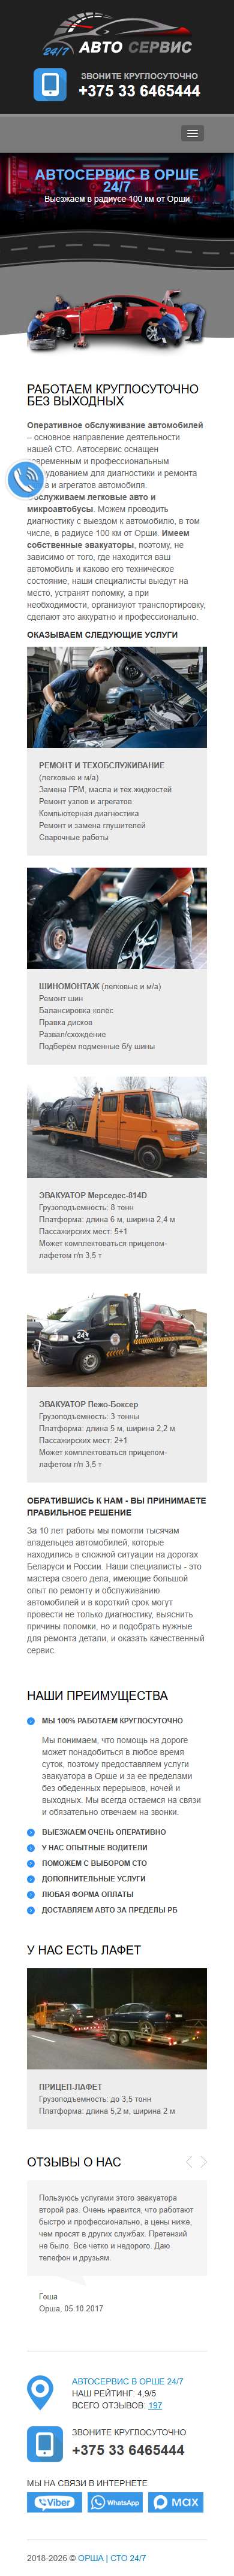 24/7 АВТО СЕРВИС
ЗВОНИТЕ КРУГЛОСУТОЧНО
+375 33 6465444
АВТОСЕРВИС В ОРШЕ
24/7
Выезжаем в радиусе 100 км от Орши
РАБОТАЕМ КРУГЛОСУТОЧНО
БЕЗ ВЫХОДНЫХ
Оперативное обслуживание автомобилей
– основное направление деятельности
нашей СТО. Автосервис оснащен
современным и профессиональным
оборудованием для диагностики и ремонта
и агрегатов автомобиля.
Обслуживаем легковые авто и
микроавтобусы. Можем проводить
диагностику с выездом к автомобилю, в том
числе, в радиусе 100 км от Орши. Имеем
собственные эвакуаторы, поэтому, не
зависимо от того, где находится ваш
автомобиль и каково его техническое
состояние, наши специалисты выедут на
место, устранят поломку, а при
необходимости, организуют транспортировку,
сделают это аккуратно и профессионально.
ОКАЗЫВАЕМ СЛЕДУЮЩИЕ УСЛУГИ
РЕМОНТ И ТЕХОБСЛУЖИВАНИЕ
(легковые и м/а)
Замена ГРМ, масла и тех.жидкостей
Ремонт узлов и агрегатов
Компьютерная диагностика
Ремонт и замена глушителей
Сварочные работы
ШИНОМОНТАЖ (легковые и м/а)
Ремонт шин
Балансировка колёс
Правка дисков
Развал/схождение
Подберём подменные б/у шины
ЭВАКУАТОР Мерседес-814D
Грузоподъемность: 8 тонн
Платформа: длина 6 м, ширина 2,4 м
Пассажирских мест: 5+1
Может комплектоваться прицепом-
лафетом г/п 3,5 т
24ч
ЭВАКУАТОР Пежо-Боксер
Грузоподъемность: 3 тонны
Платформа: длина 5 м, ширина 2,2 м
Пассажирских мест: 2+1
Может комплектоваться прицепом-
лафетом г/п 3,5 т
ОБРАТИВШИСЬ К НАМ - ВЫ ПРИНИМАЕТЕ
ПРАВИЛЬНОЕ РЕШЕНИЕ
За 10 лет работы мы помогли тысячам
владельцев автомобилей, которые
находились в сложной ситуации на дорогах
Беларуси и России. Наши специалисты - это
мастера своего дела, имеющие большой
опыт по ремонту и обслуживанию
автомобилей и в короткий срок могут
провести не только диагностику, выяснить
причины поломки, но и подобрать нужные
для ремонта детали, и оказать качественный
сервис.
НАШИ ПРЕИМУЩЕСТВА
МЫ 100% РАБОТАЕМ КРУГЛОСУТОЧНО
Мы понимаем, что помощь на дороге
может понадобиться в любое время
суток, поэтому предоставляем услуги
эвакуатора в Орше и за ее пределами
без обеденных перерывов, ночей и
выходных. Мы всегда остаемся на связи
и обязательно отвечаем на звонки.
ВЫЕЗЖАЕМ ОЧЕНЬ ОПЕРАТИВНО
У НАС ОПЫТНЫЕ ВОДИТЕЛИ
ПОМОЖЕМ С ВЫБОРОМ СТО
ДОПОЛНИТЕЛЬНЫЕ УСЛУГИ
ЛЮБАЯ ФОРМА ОПЛАТЫ
ДОСТАВЛЯЕМ АВТО ЗА ПРЕДЕЛЫ РБ
У НАС ЕСТЬ ЛАФЕТ
ПРИЦЕП-ЛАФЕТ
Грузоподъемность: до 3,5 тонн
Платформа: длина 5,2 м, ширина 2 м
ОТЗЫВЫ О НАС
Пользуюсь услугами этого эвакуатора
второй раз. Очень нравится, что работают
быстро и профессионально, а цены ниже,
чем просят в других службах. Претензий
не было. Все четко и недорого. Даю
телефон и друзьям.
Гоша
Орша, 05.10.2017
АВТОСЕРВИС В ОРШЕ 24/7
НАШ РЕЙТИНГ: 4,9/5
ВСЕГО ОТЗЫВОВ: 197
ЗВОНИТЕ КРУГЛОСУТОЧНО
+375 33 6465444
МЫ НА СВЯЗИ В ИНТЕРНЕТЕ
Viber WhatsApp MAX
2018-2026 © ОРША | СТО 24/7